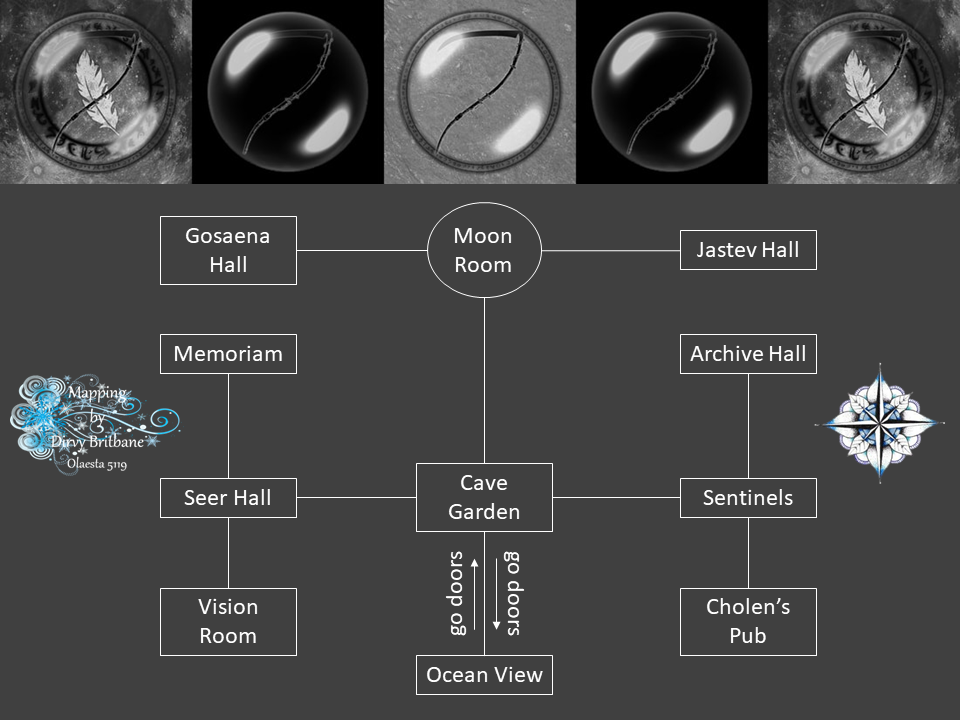 Gosaena
Hall
Moon
Room
Jastev Hall
Memoriam
Archive Hall
Mapping
by
Dirvy Britbane
Olaesta 5119
Seer Hall
Cave
Garden
Sentinels
go doors
go doors
Vision
Room
Cholen's
Pub
Ocean View